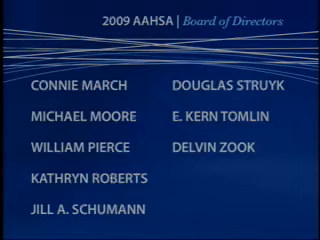 2009 AAHSA | Board of Directors
CONNIE MARCH
MICHAEL MOORE
WILLIAM PIERCE
KATHRYN ROBERTS
JILL A. SCHUMANN
DOUGLAS STRUYK
E. KERN TOMLIN
DELVIN ZOOK